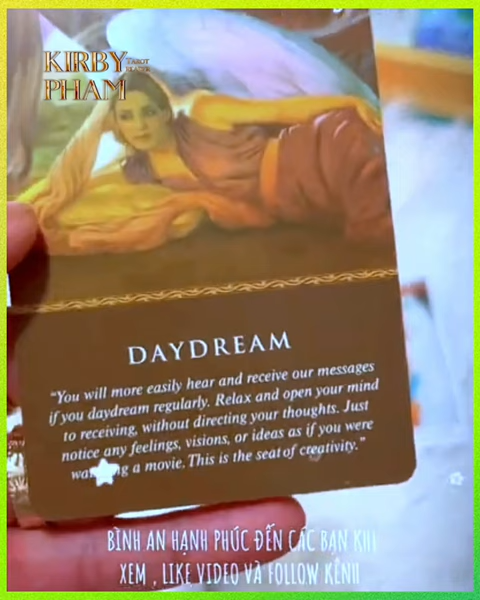 KIRBY TAROT
PHAM READER
DAYDREAM
"You will more easily hear and receive our messages
if you daydream regularly. Relax and open your mind
to receiving, without directing your thoughts. Just
notice any feelings, visions, or ideas as if you were
a movie. This is the seat of creativity."
BÌNH AN HẠNH PHÚC ĐẾN CÁC BẠN KHI
XEM , LIKE VIDEO VÀ FOLLOW KÊNH